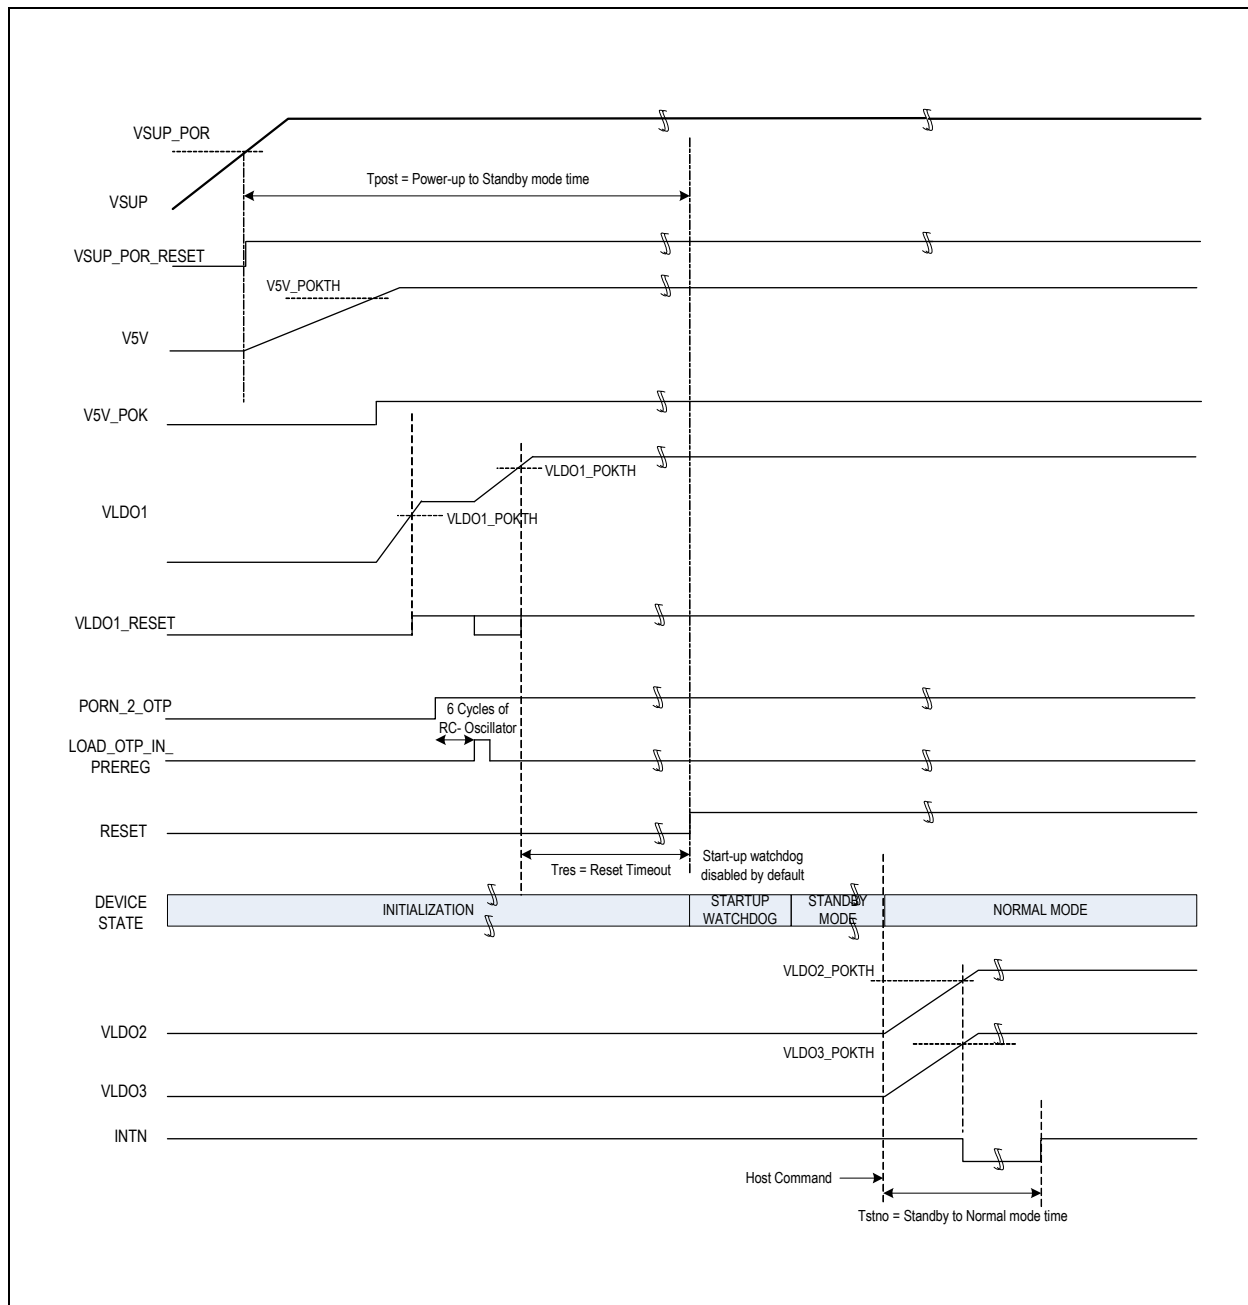 VSUP_POR
Tpost = Power-up to Standby mode time
VSUP
VSUP_POR_RESET
V5V_POKTH
V5V
V5V_POK
VLDO1_POKTH
VLDO1
VLDO1_POKTH
VLDO1_RESET
PORN_2_OTP
6 Cycles of
RC- Oscillator
LOAD_OTP_IN_
PREREG
RESET
Tres = Reset Timeout
Start-up watchdog
disabled by default
DEVICE
STATE
INITIALIZATION
STARTUP
WATCHDOG
STANDBY
MODE
NORMAL MODE
VLDO2_POKTH
VLDO2
VLDO3_POKTH
VLDO3
INTN
Host Command
Tstno = Standby to Normal mode time